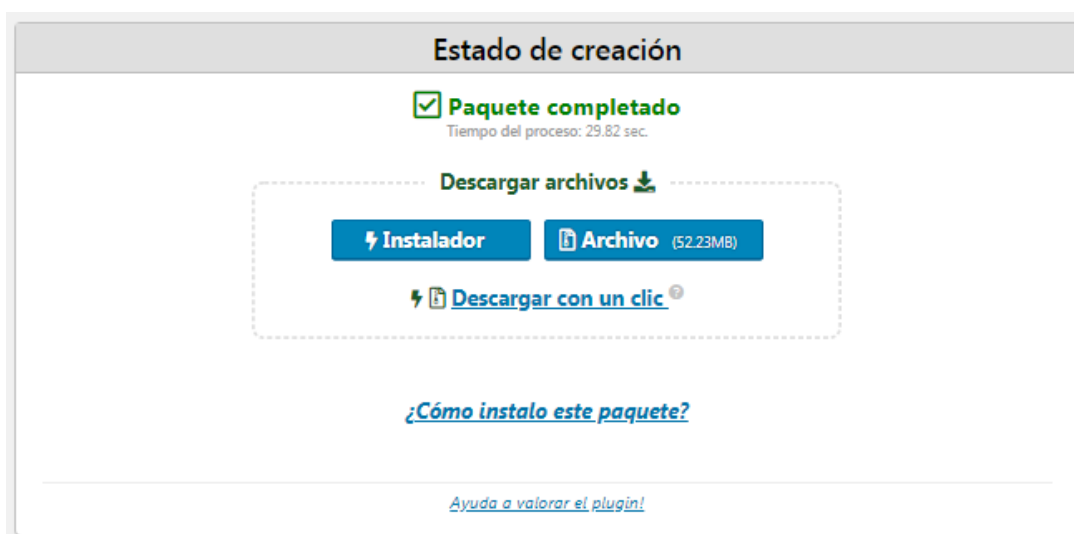 Estado de creación
Paquete completado
Tiempo del proceso: 29.82 sec.
Descargar archivos
Instalador
Archivo (52.23MB)
Descargar con un clic ?
¿Cómo instalo este paquete?
Ayuda a valorar el plugin!